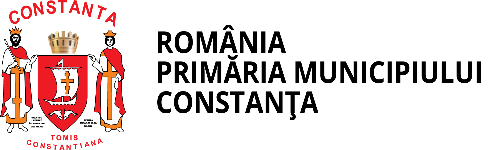 CONSTANTA
ROMÂNIA
PRIMĂRIA MUNICIPIULUI
CONSTANŢA
TOMIS
CONSTANTIANA